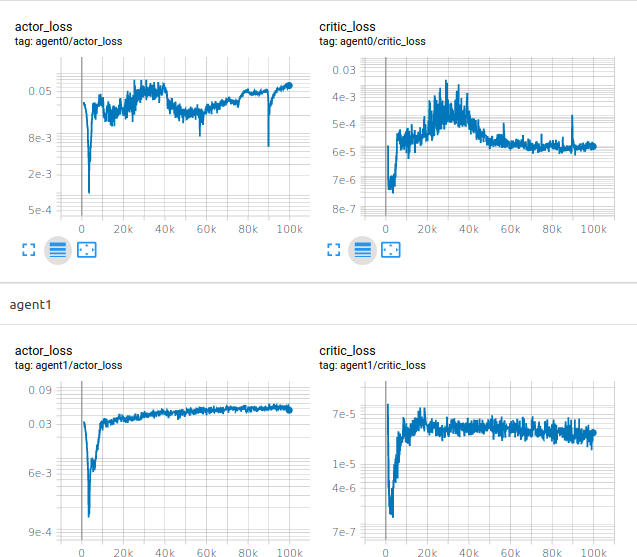 actor_loss
tag: agent0/actor_loss
0.05
8e-3
2e-3
5e-4
0 20k 40k 60k 80k 100k
critic_loss
tag: agent0/critic_loss
0.03
4e-3
5e-4
6e-5
7e-6
8e-7
0 20k 40k 60k 80k 100k
agent1
actor_loss
tag: agent1/actor_loss
0.09
0.03
6e-3
9e-4
0 20k 40k 60k 80k 100k
critic_loss
tag: agent1/critic_loss
7e-5
1e-5
4e-6
7e-7
0 20k 40k 60k 80k 100k